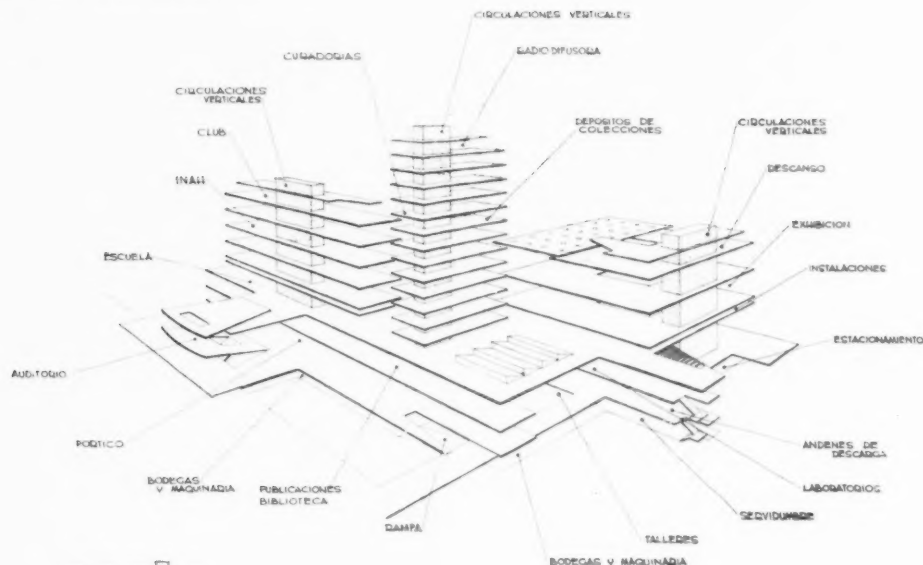 CIRCULACIONES VERTICALES
RADIO-DIFUSORA
CURADORIAS
CIRCULACIONES
VERTICALES
DEPOSITOS DE
COLECCIONES
CIRCULACIONES
VERTICALES
CLUB
DESCANSO
INAH
EXHIBICION
ESCUELA
INSTALACIONES
ESTACIONAMIENTO
AUDITORIO
PORTICO
ANDENES DE
DESCARGA
BODEGAS
Y MAQUINARIA
PUBLICACIONES
BIBLIOTECA
LABORATORIOS
RAMPA
SERVIDUMBRE
TALLERES
BODEGAS Y MAQUINARIA